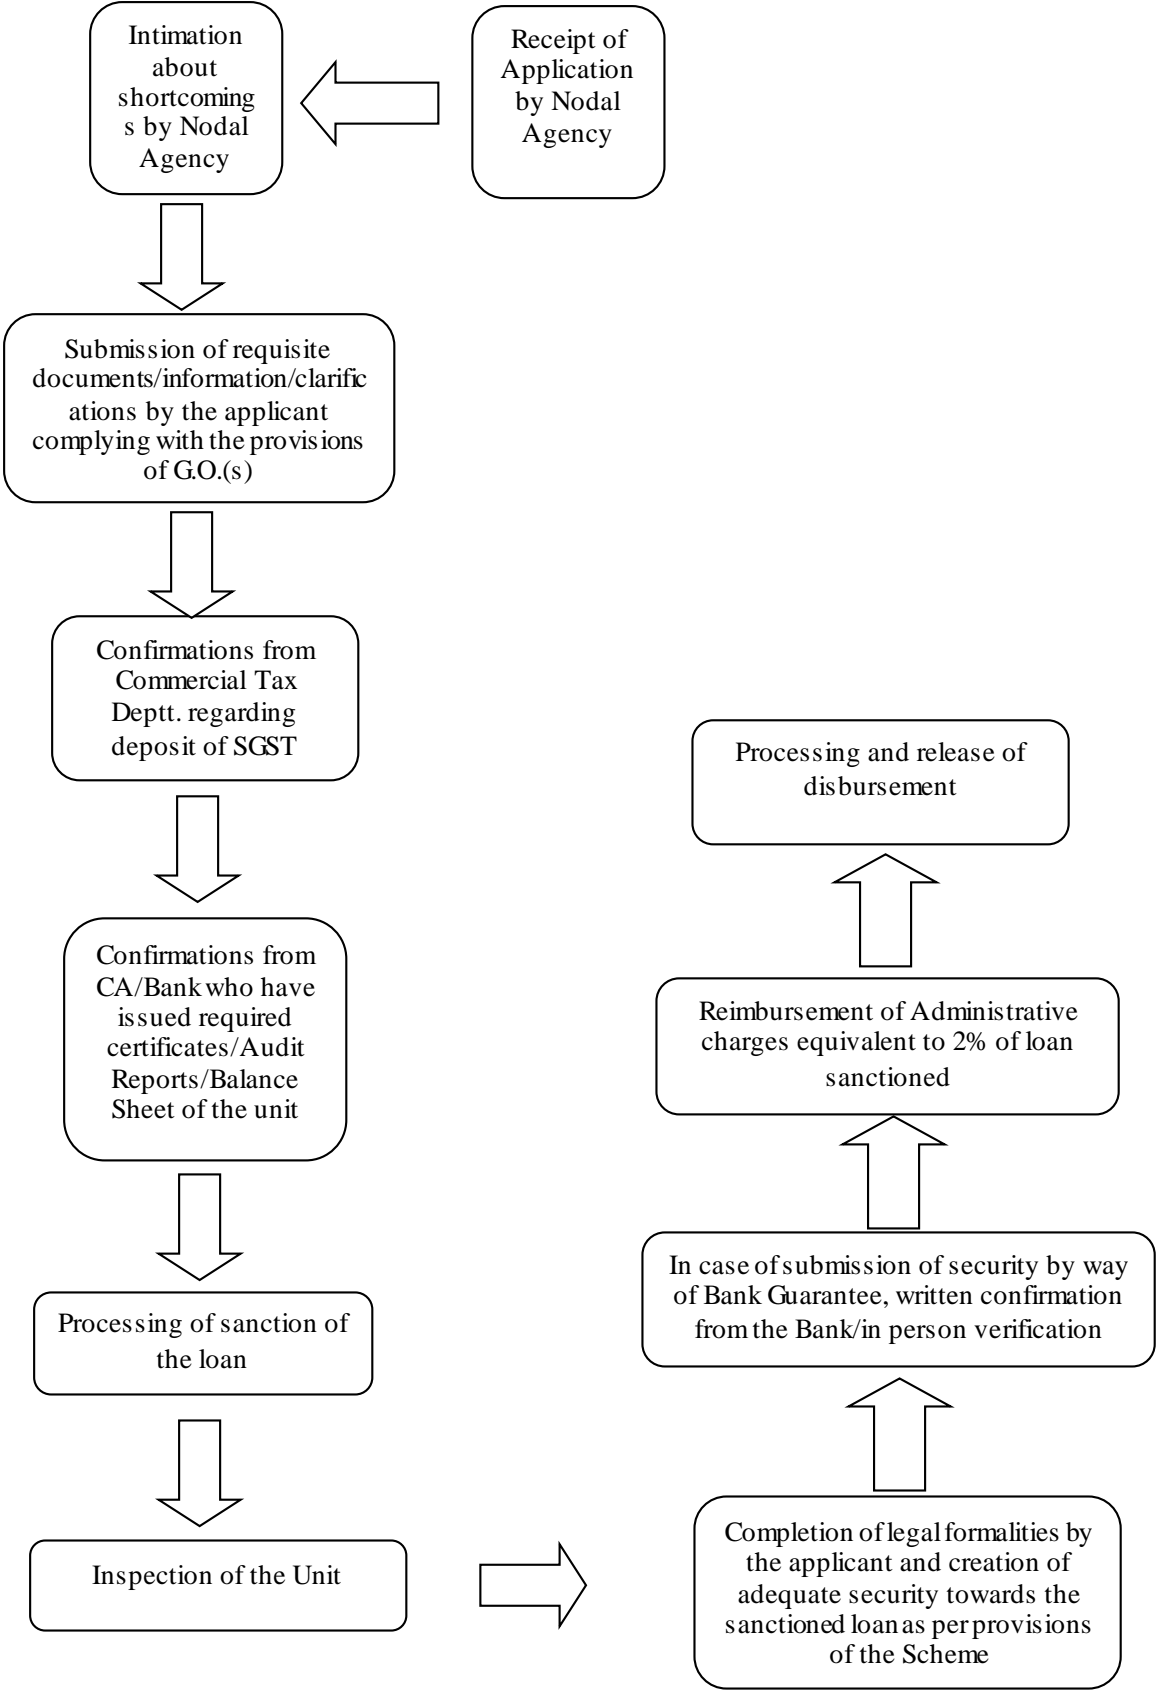 Receipt of
Application
by Nodal
Agency
Intimation
about
shortcoming
s by Nodal
Agency
Submission of requisite
documents/information/clarific
ations by the applicant
complying with the provisions
of G.O.(s)
Confirmations from
Commercial Tax
Deptt. regarding
deposit of SGST
Confirmations from
CA/Bank who have
issued required
certificates/Audit
Reports/Balance
Sheet of the unit
Processing of sanction of
the loan
Inspection of the Unit
Completion of legal formalities by
the applicant and creation of
adequate security towards the
sanctioned loan as per provisions
of the Scheme
In case of submission of security by way
of Bank Guarantee, written confirmation
from the Bank/in person verification
Reimbursement of Administrative
charges equivalent to 2% of loan
sanctioned
Processing and release of
disbursement